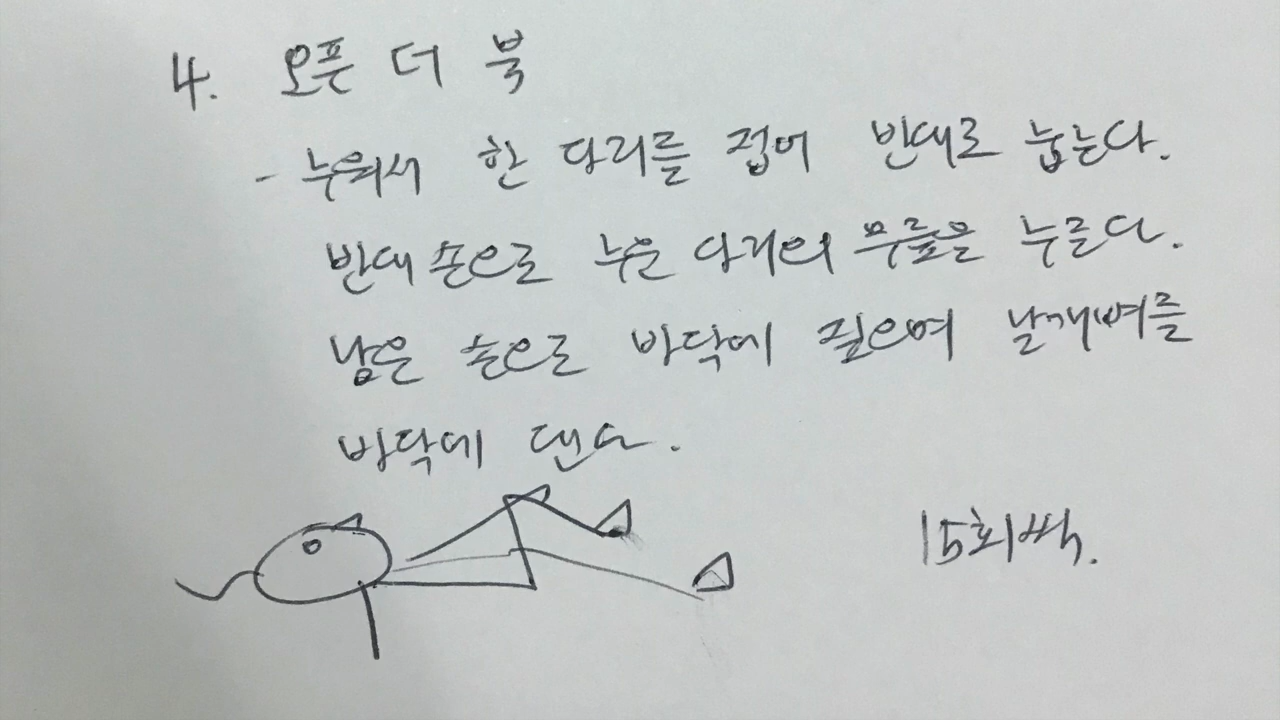 4. 오픈 더 북
- 누워서 한 다리를 접어 반대로 눕는다.
반대 손으로 누운 다리의 무릎을 누른다.
남은 손으로 바닥에 짚으며 날개뼈를
바닥에 댄다.
15회씩.